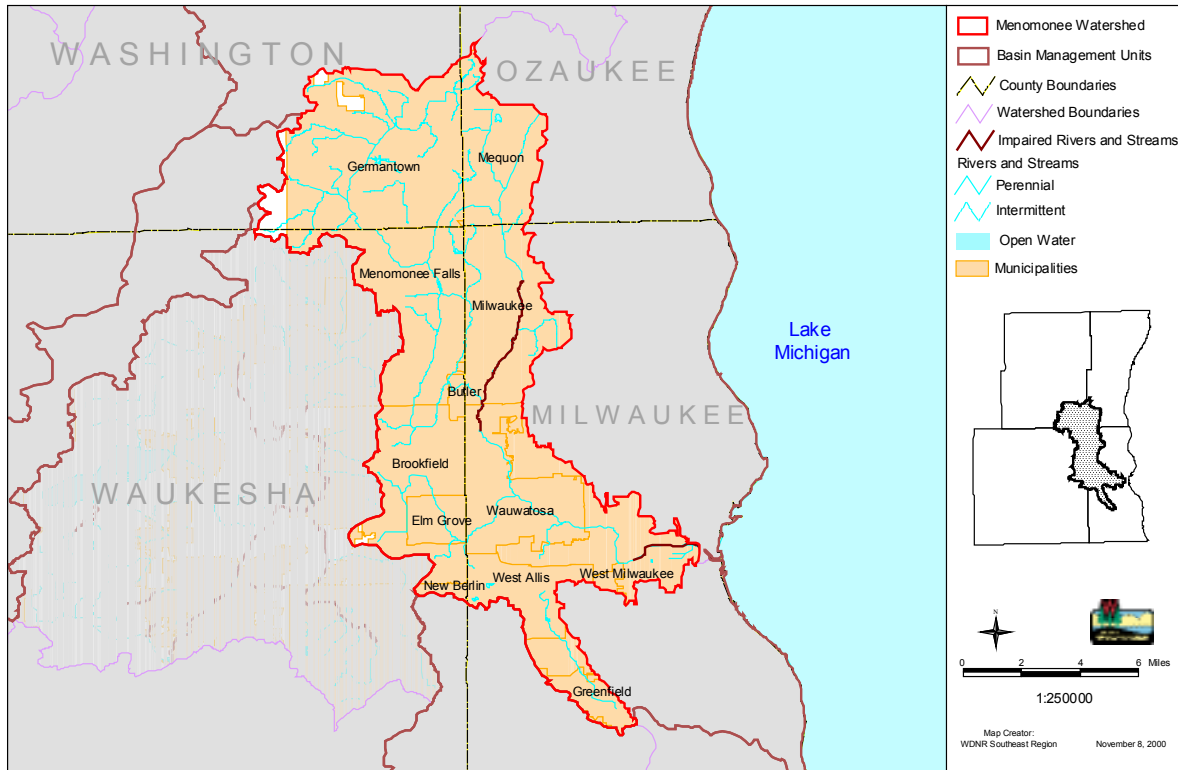 WASHINGTON
OZAUKEE
Germantown
Mequon
Menomonee Falls
Milwaukee
Lake
Michigan
Butler
MILWAUKEE
Brookfield
WAUKESHA
Elm Grove
Wauwatosa
New Berlin
West Allis
West Milwaukee
Greenfield
Menomonee Watershed
Basin Management Units
County Boundaries
Watershed Boundaries
Impaired Rivers and Streams
Rivers and Streams
Perennial
Intermittent
Open Water
Municipalities
N
0 2 4 6 Miles
1:250000
Map Creator:
WDNR Southeast Region November 8, 2000